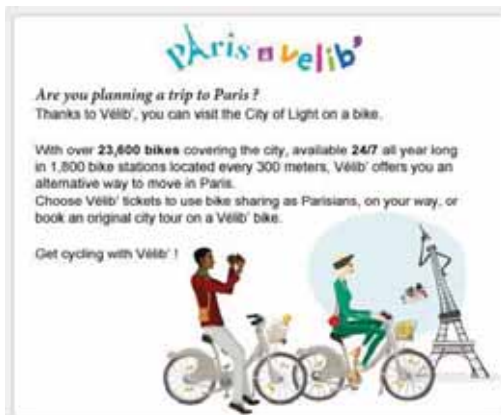 PARis à velib'
Are you planning a trip to Paris ?
Thanks to Vélib', you can visit the City of Light on a bike.
With over 23,600 bikes covering the city, available 24/7 all year long
in 1,800 bike stations located every 300 meters, Vélib' offers you an
alternative way to move in Paris.
Choose Vélib' tickets to use bike sharing as Parisians, on your way, or
book an original city tour on a Vélib' bike.
Get cycling with Vélib' !